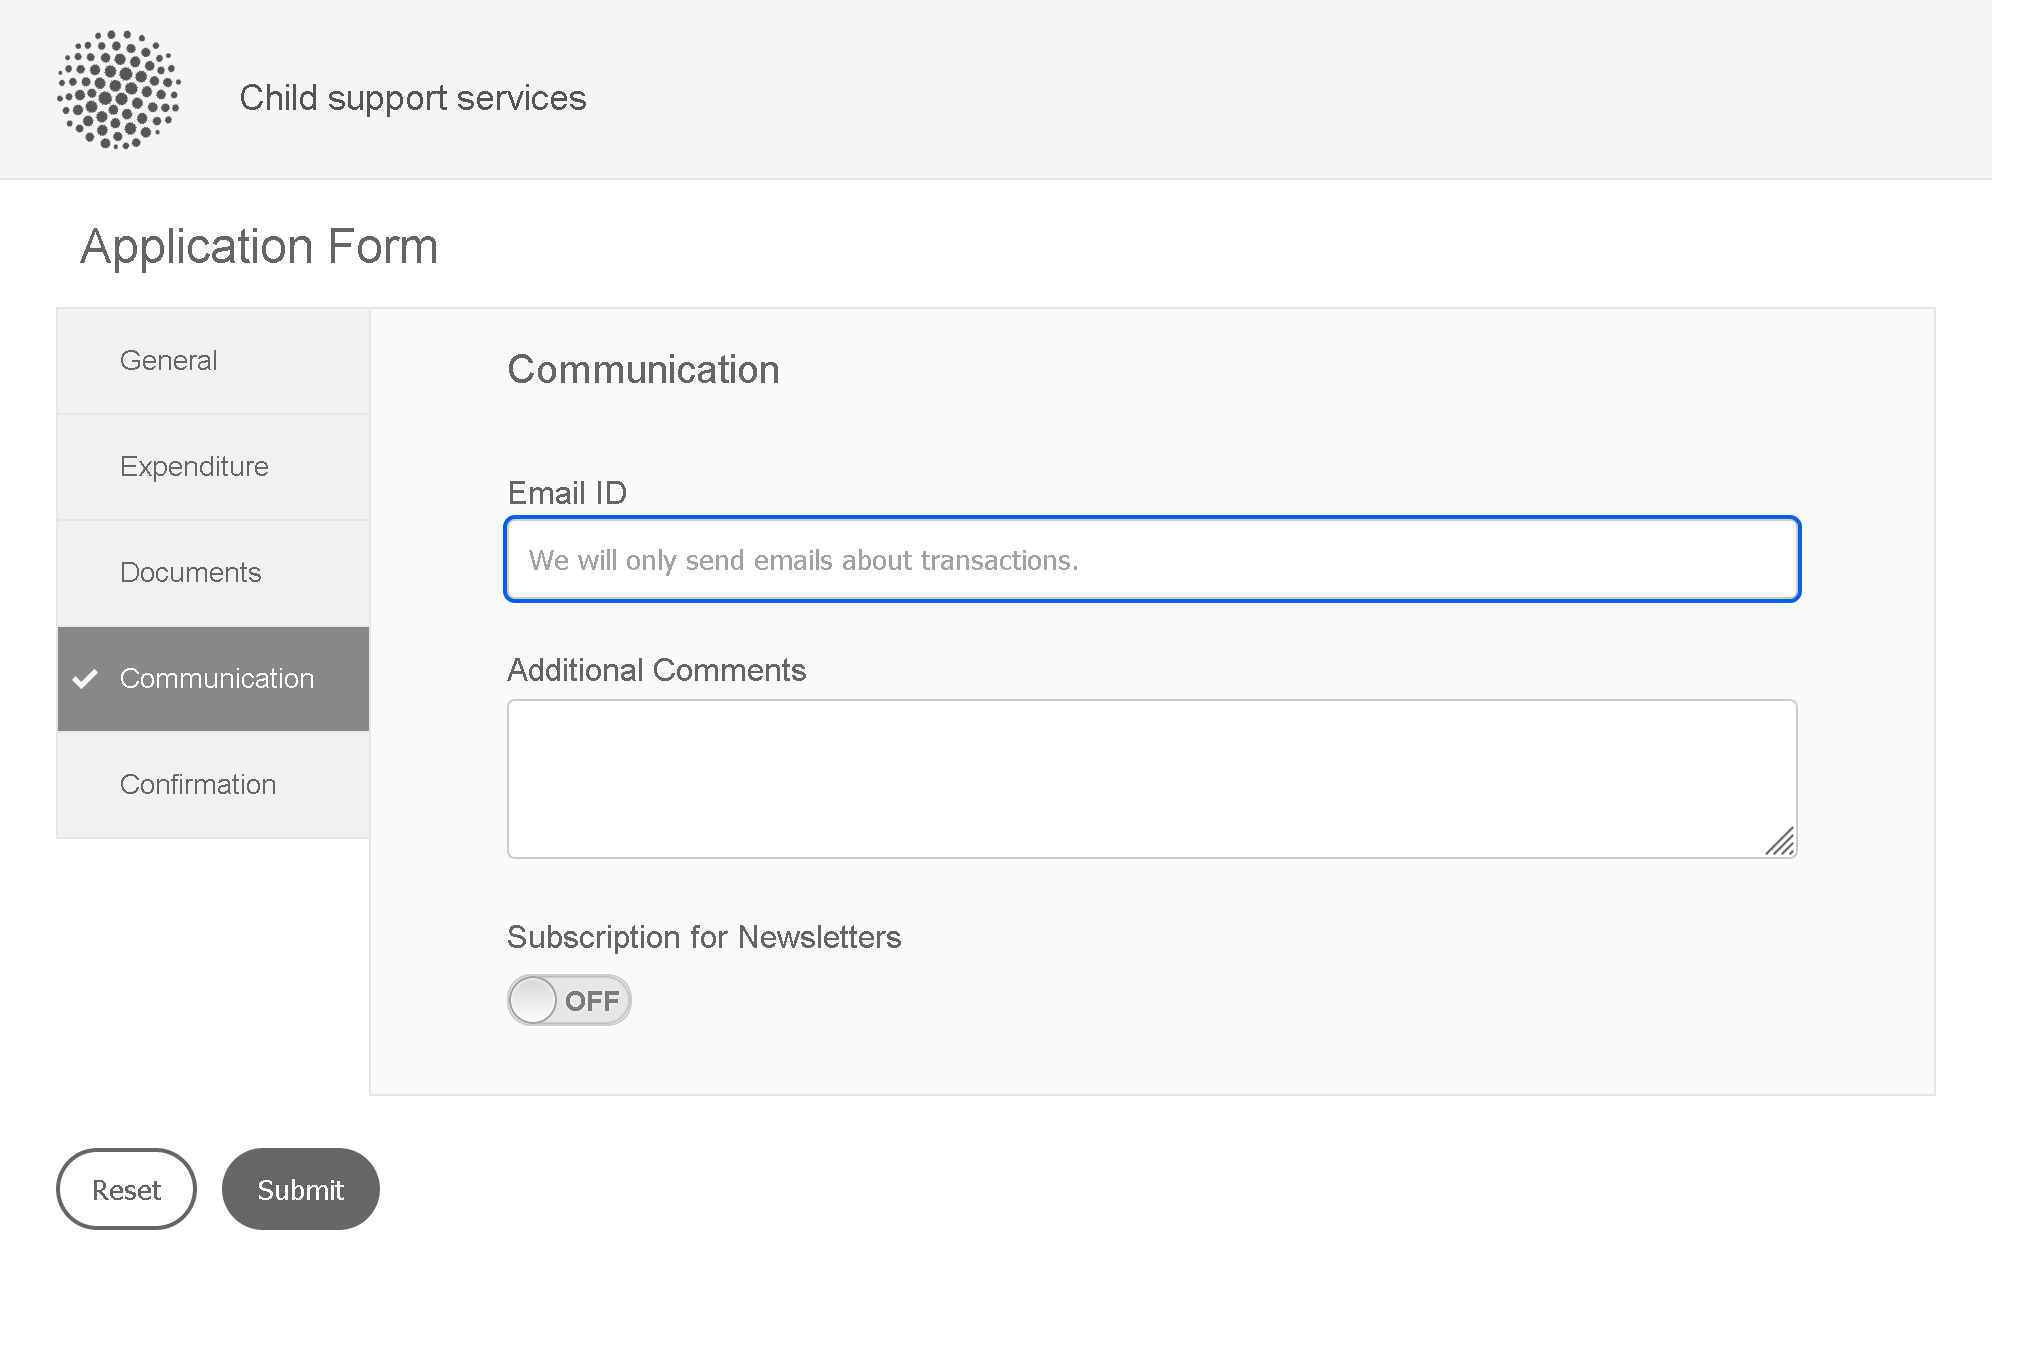 Child support services
Application Form
General
Expenditure
Documents
Communication
Confirmation
Communication
Email ID
We will only send emails about transactions.
Additional Comments
Subscription for Newsletters
OFF
Reset
Submit